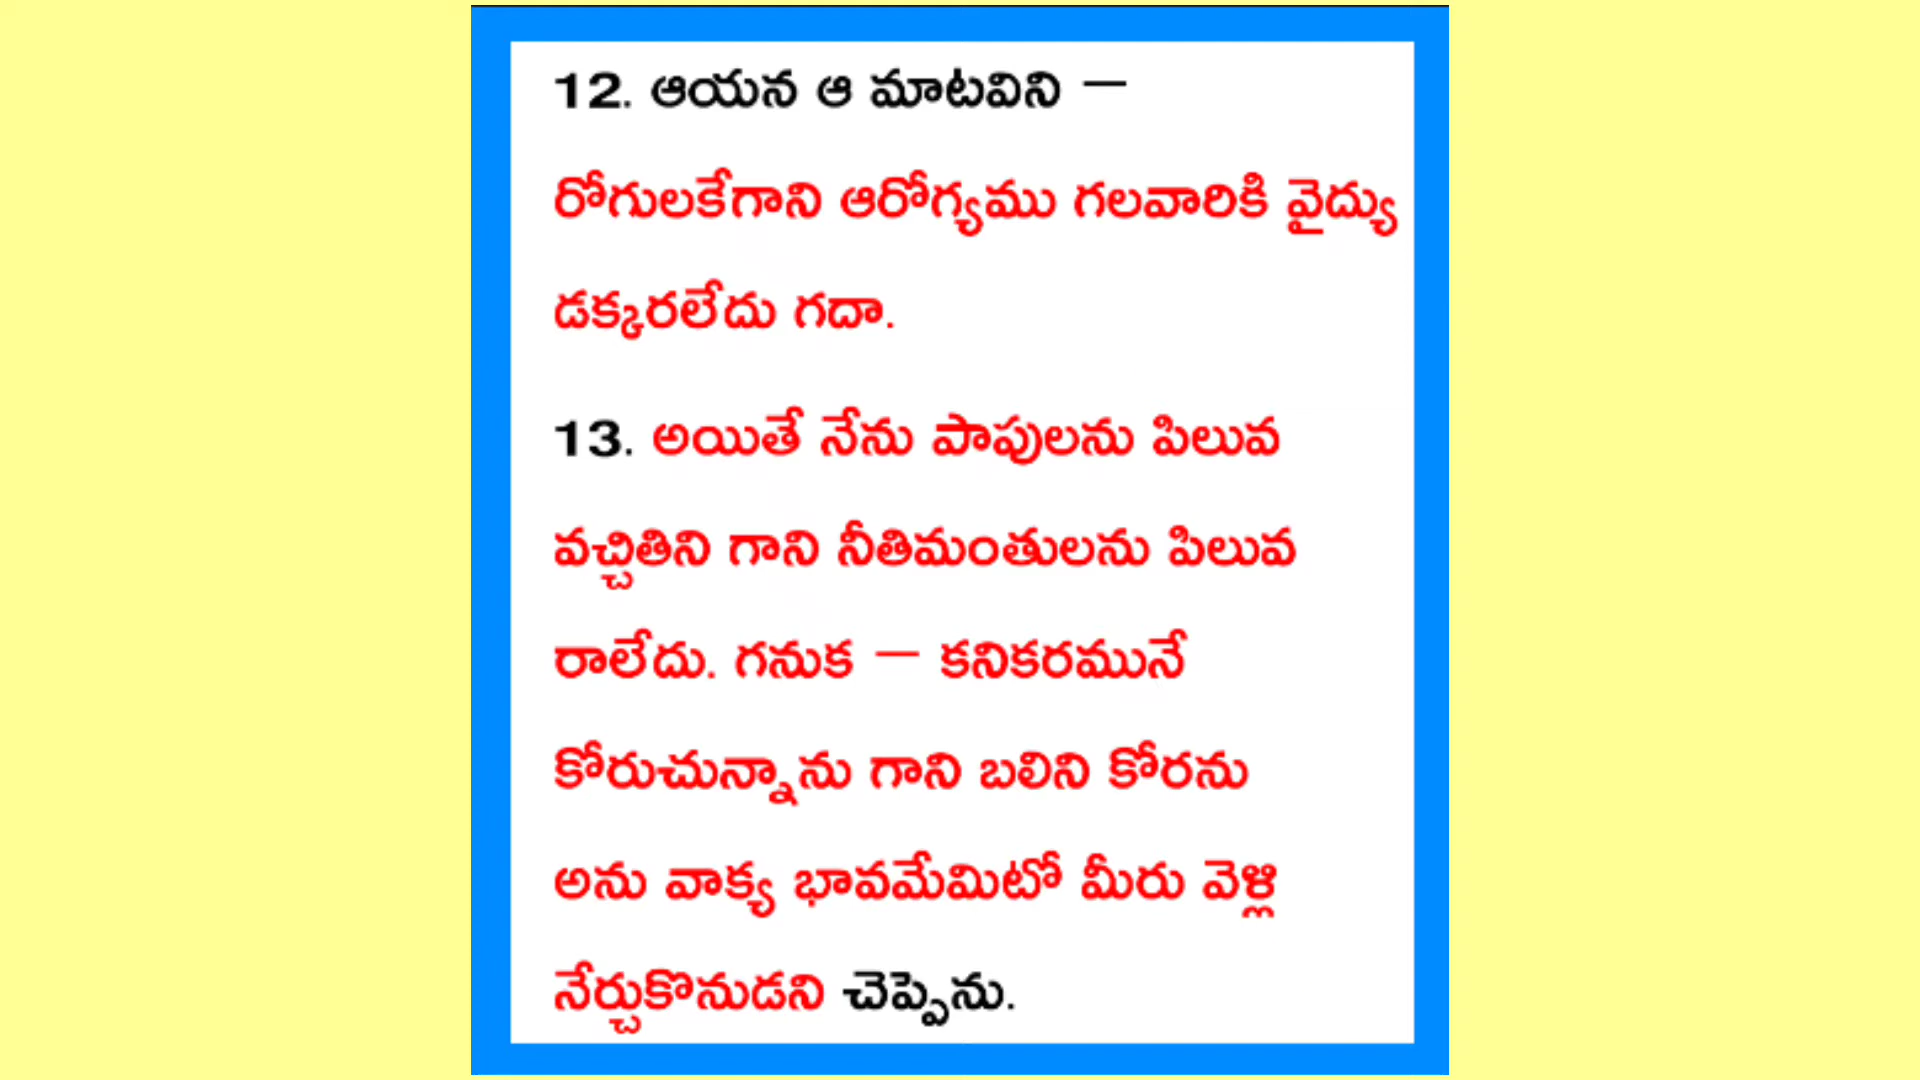 12. ఆయన ఆ మాటవిని –
రోగులకేగాని ఆరోగ్యము గలవారికి వైద్యు
డక్కరలేదు గదా.
13. అయితే నేను పాపులను పిలువ
వచ్చితిని గాని నీతిమంతులను పిలువ
రాలేదు. గనుక – కనికరమునే
కోరుచున్నాను గాని బలిని కోరను
అను వాక్య భావమేమిటో మీరు వెళ్లి
నేర్చుకొనుడని చెప్పెను.